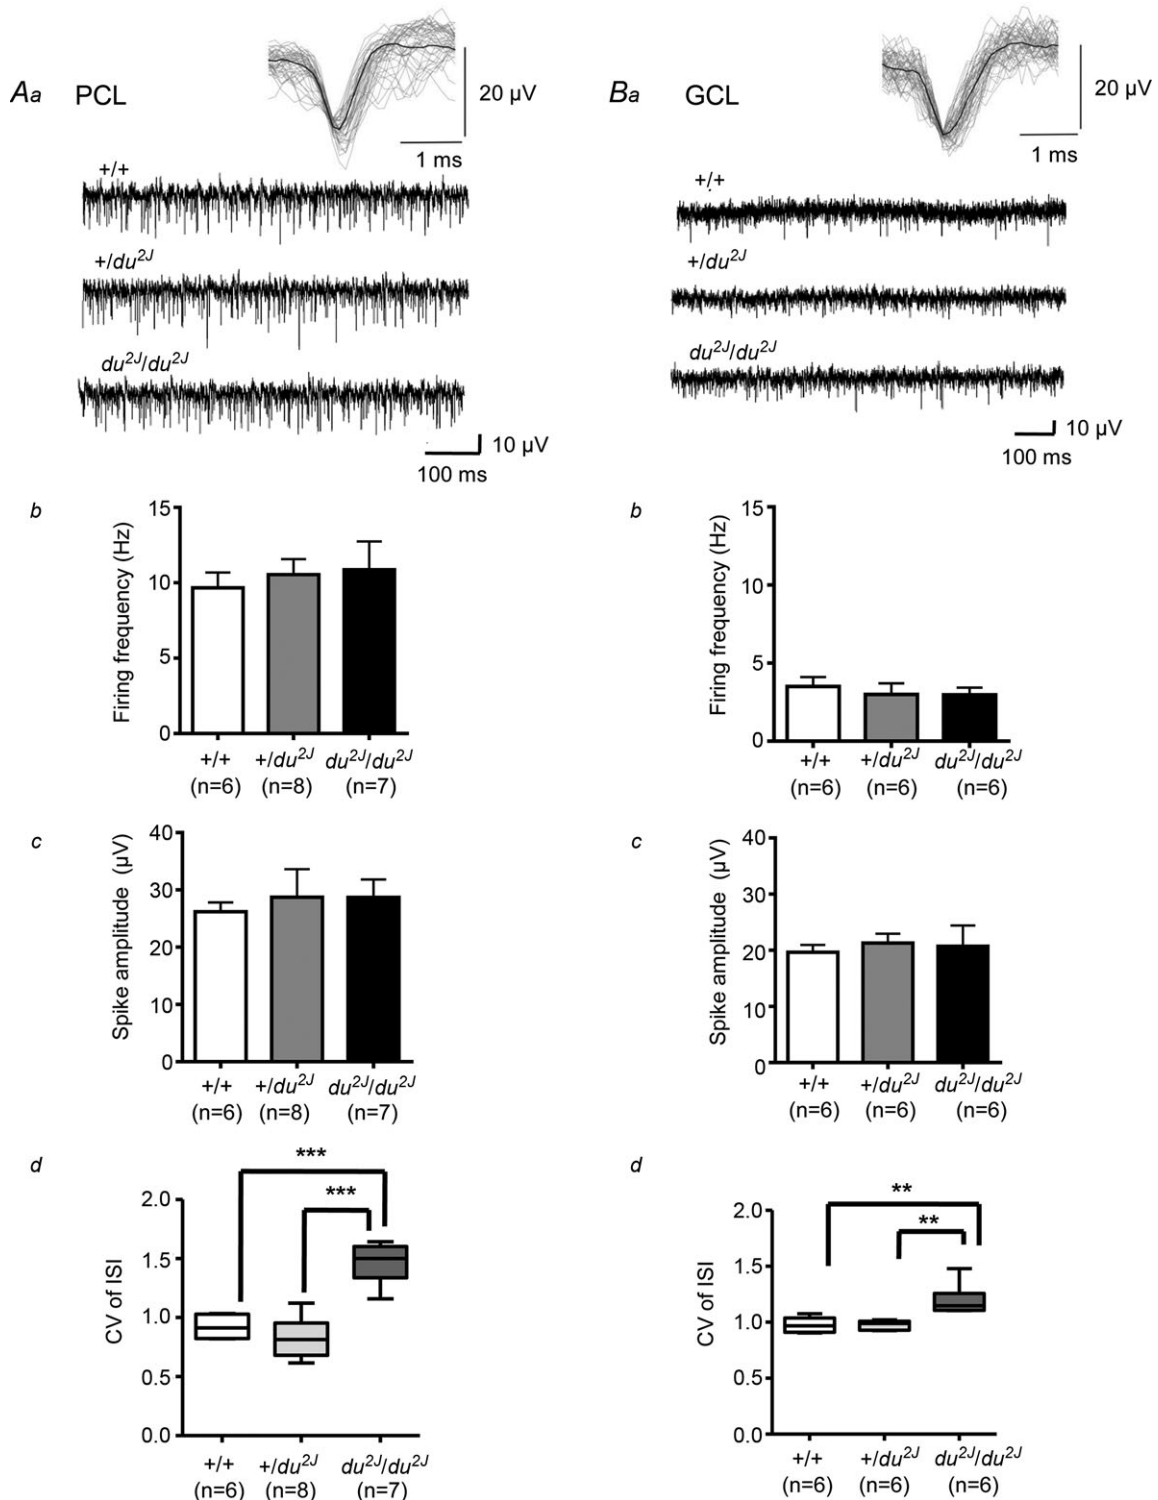 Aa PCL
20 µV
1 ms
+/+
+/du²ᴶ
du²ᴶ/du²ᴶ
10 µV
100 ms
b
Firing frequency (Hz)
15
10
5
0
+/+ +/du²ᴶ du²ᴶ/du²ᴶ
(n=6) (n=8) (n=7)
c
Spike amplitude (µV)
40
30
20
10
0
+/+ +/du²ᴶ du²ᴶ/du²ᴶ
(n=6) (n=8) (n=7)
d
***
***
CV of ISI
2.0
1.5
1.0
0.5
0.0
+/+ +/du²ᴶ du²ᴶ/du²ᴶ
(n=6) (n=8) (n=7)
Ba GCL
20 µV
1 ms
+/+
+/du²ᴶ
du²ᴶ/du²ᴶ
10 µV
100 ms
b
Firing frequency (Hz)
15
10
5
0
+/+ +/du²ᴶ du²ᴶ/du²ᴶ
(n=6) (n=6) (n=6)
c
Spike amplitude (µV)
40
30
20
10
0
+/+ +/du²ᴶ du²ᴶ/du²ᴶ
(n=6) (n=6) (n=6)
d
**
**
CV of ISI
2.0
1.5
1.0
0.5
0.0
+/+ +/du²ᴶ du²ᴶ/du²ᴶ
(n=6) (n=6) (n=6)